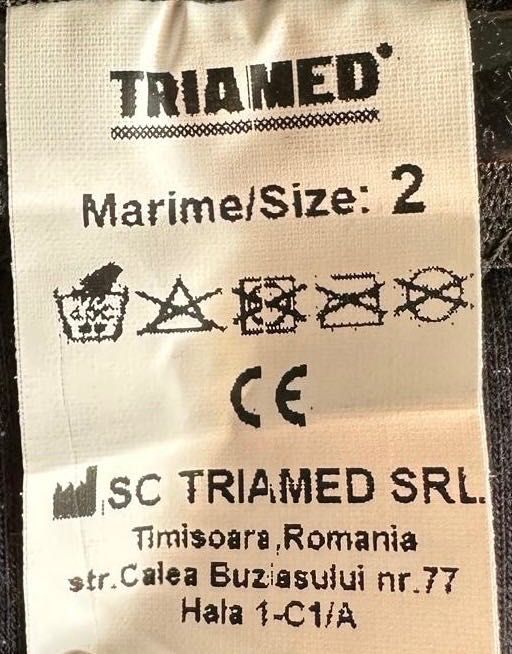 TRIAMED
Marime/Size: 2
CE
SC TRIAMED SRL.
Timisoara,Romania
str.Calea Buziasului nr.77
Hala 1-C1/A